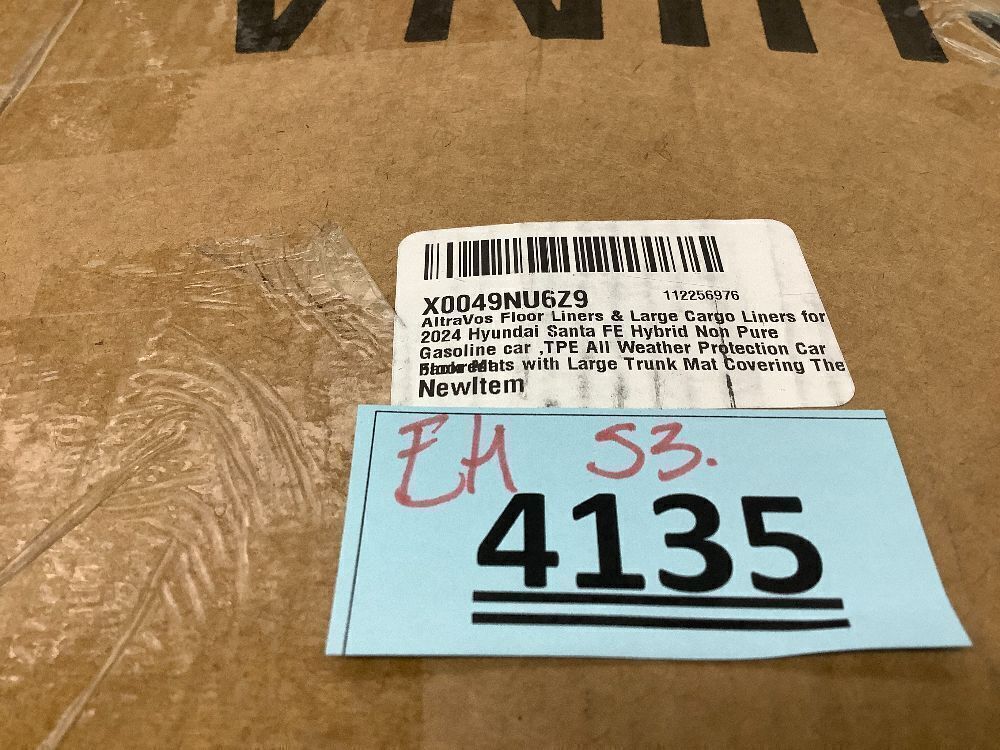 X0049NU6Z9 112256976
AltraVos Floor Liners & Large Cargo Liners for
2024 Hyundai Santa FE Hybrid Non Pure
Gasoline car ,TPE All Weather Protection Car
Mats with Large Trunk Mat Covering The
NewItem
EH 53.
4135